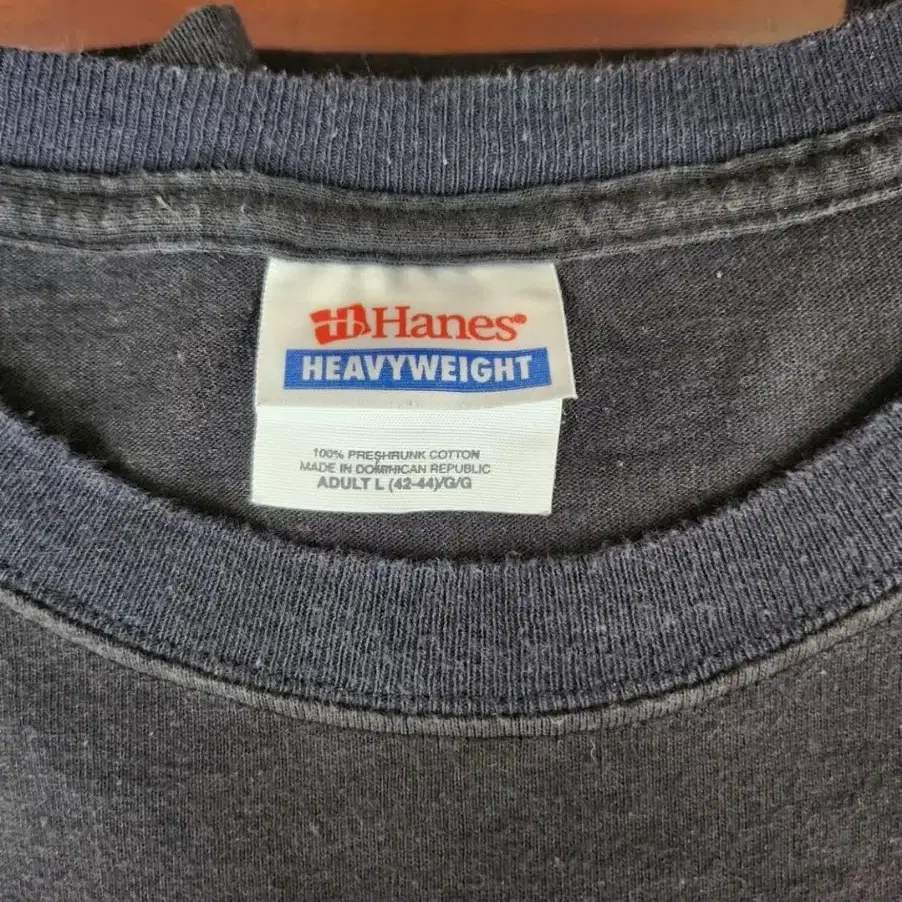 Hanes®
HEAVYWEIGHT
100% PRESHRUNK COTTON
MADE IN DOMINICAN REPUBLIC
ADULT L (42-44)/G/G